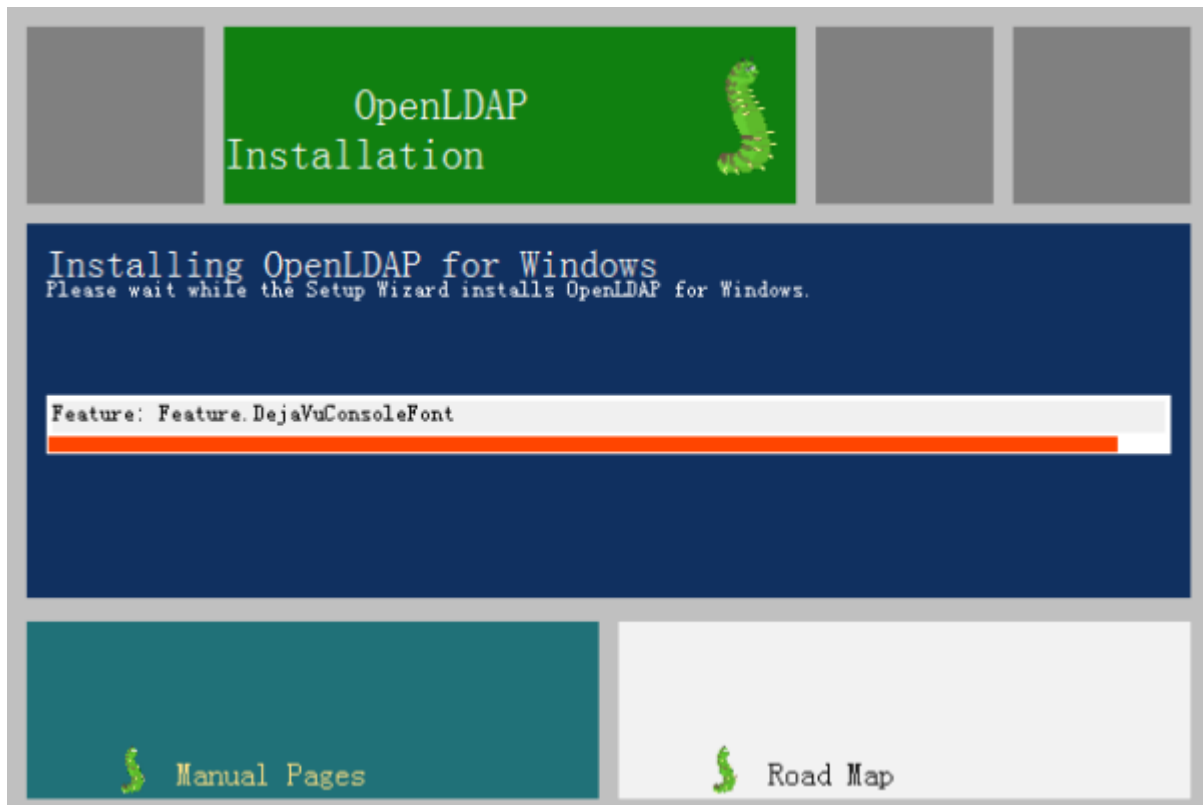 OpenLDAP
Installation
Installing OpenLDAP for Windows
Please wait while the Setup Wizard installs OpenLDAP for Windows.
Feature: Feature.DejaVuConsoleFont
Manual Pages
Road Map